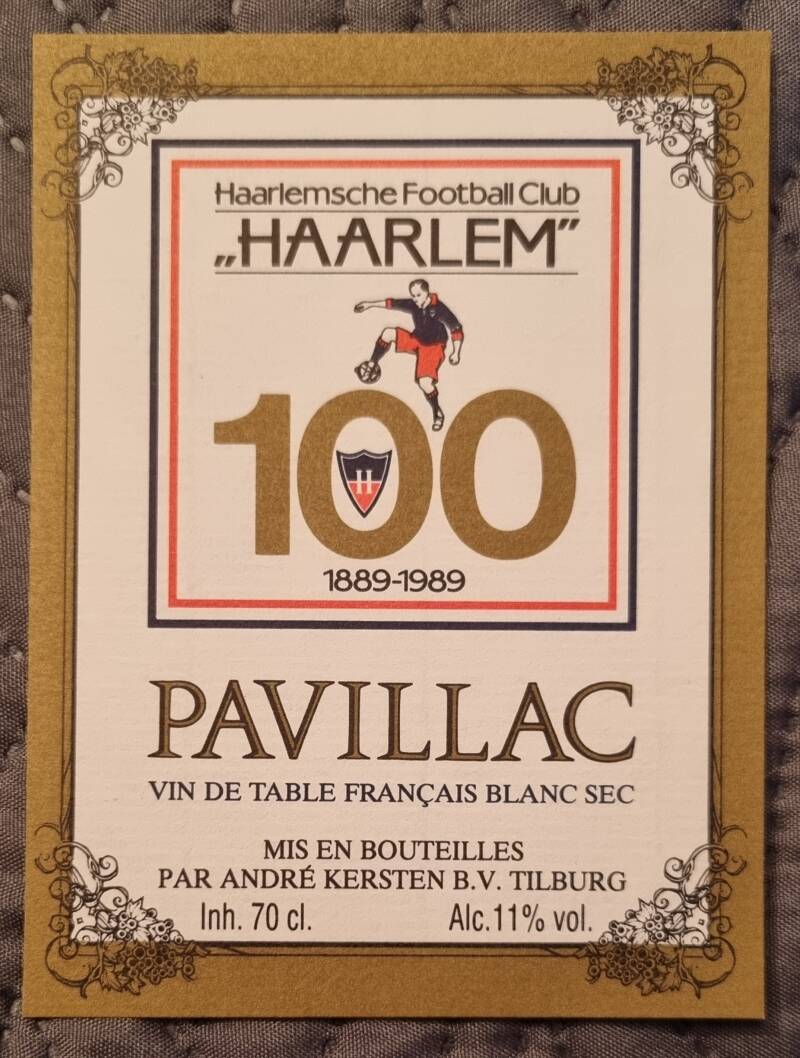 Haarlemsche Football Club
„HAARLEM”
100
H
1889-1989
PAVILLAC
VIN DE TABLE FRANÇAIS BLANC SEC
MIS EN BOUTEILLES
PAR ANDRÉ KERSTEN B.V. TILBURG
Inh. 70 cl. Alc.11% vol.